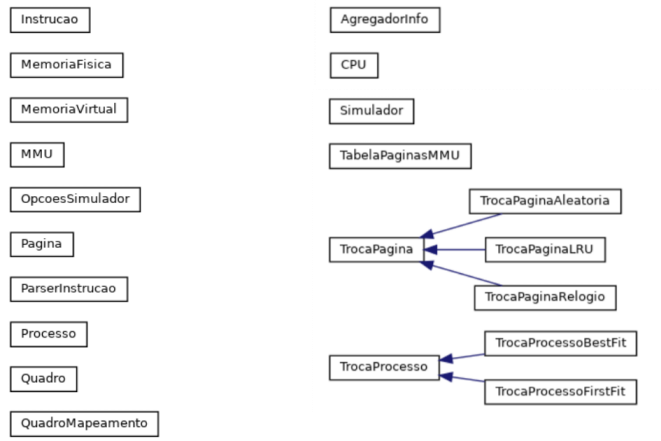 Instrucao
MemoriaFisica
MemoriaVirtual
MMU
OpcoesSimulador
Pagina
ParserInstrucao
Processo
Quadro
QuadroMapeamento
AgregadorInfo
CPU
Simulador
TabelaPaginasMMU
TrocaPagina
TrocaPaginaAleatoria
TrocaPaginaLRU
TrocaPaginaRelogio
TrocaProcesso
TrocaProcessoBestFit
TrocaProcessoFirstFit